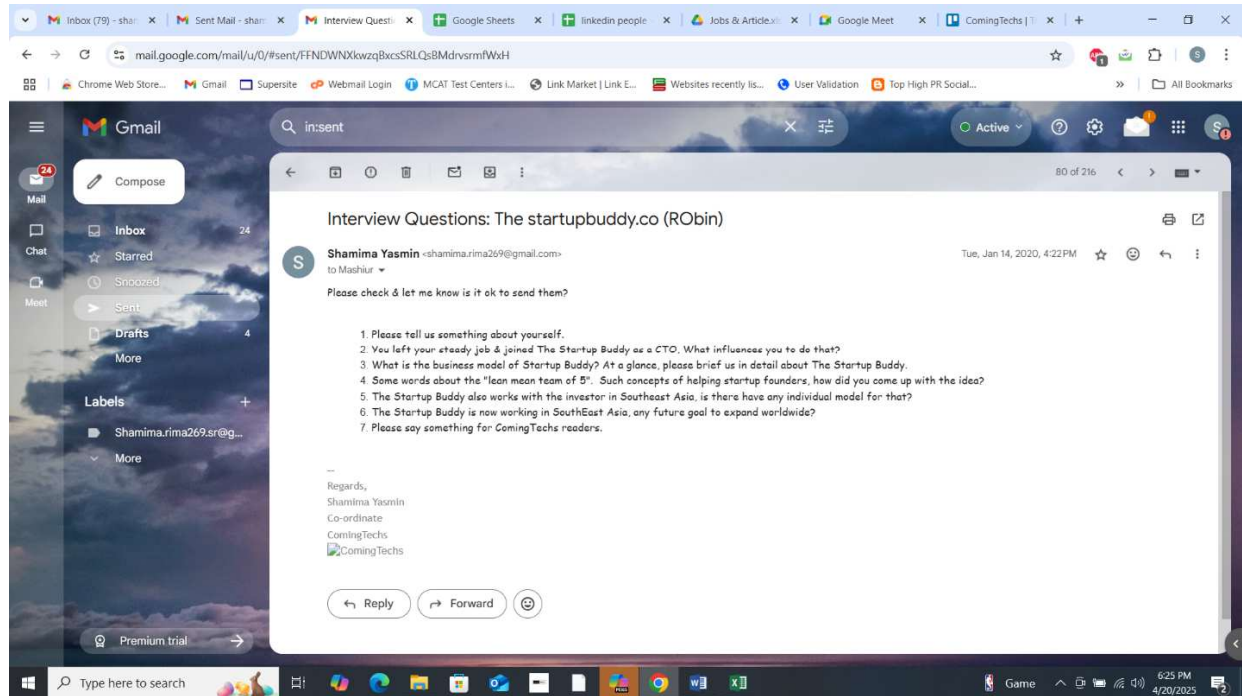 Inbox (79) - shar
Sent Mail - sham
Interview Questi
Google Sheets
linkedin people -
Jobs & Article.x
Google Meet
ComingTechs | T
mail.google.com/mail/u/0/#sent/FFNDWNXkwzqBxcsSRLQsBMdrvsrmfWxH
Chrome Web Store...
Gmail
Supersite
Webmail Login
MCAT Test Centers i...
Link Market | Link E...
Websites recently lis...
User Validation
Top High PR Social...
All Bookmarks
Gmail
in:sent
Active
24
Mail
Chat
Meet
Compose
Inbox 24
Starred
Snoozed
Sent
Drafts 4
More
Labels
Shamima.rima269.sr@g...
More
Premium trial
80 of 216
Interview Questions: The startupbuddy.co (RObin)
S
Shamima Yasmin <shamima.rima269@gmail.com>
Tue, Jan 14, 2020, 4:22 PM
to Mashiur
Please check & let me know is it ok to send them?
1. Please tell us something about yourself.
2. You left your steady job & joined The Startup Buddy as a CTO, What influences you to do that?
3. What is the business model of Startup Buddy? At a glance, please brief us in detail about The Startup Buddy.
4. Some words about the "lean mean team of 5". Such concepts of helping startup founders, how did you come up with the idea?
5. The Startup Buddy also works with the investor in Southeast Asia, is there have any individual model for that?
6. The Startup Buddy is now working in SouthEast Asia, any future goal to expand worldwide?
7. Please say something for ComingTechs readers.
--
Regards,
Shamima Yasmin
Co-ordinate
ComingTechs
ComingTechs
Reply
Forward
Type here to search
Game
6:25 PM
4/20/2025